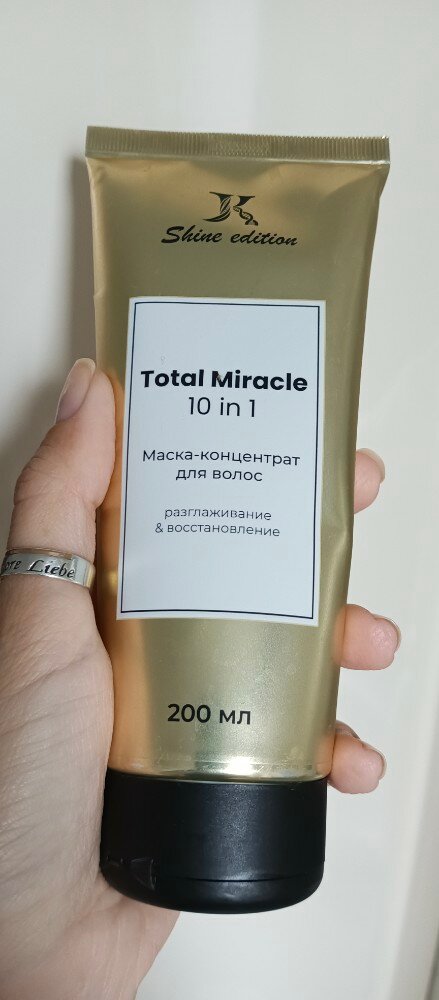 K
Shine edition
Total Miracle
10 in 1
Маска-концентрат
для волос
разглаживание
& восстановление
200 мл
Liebe